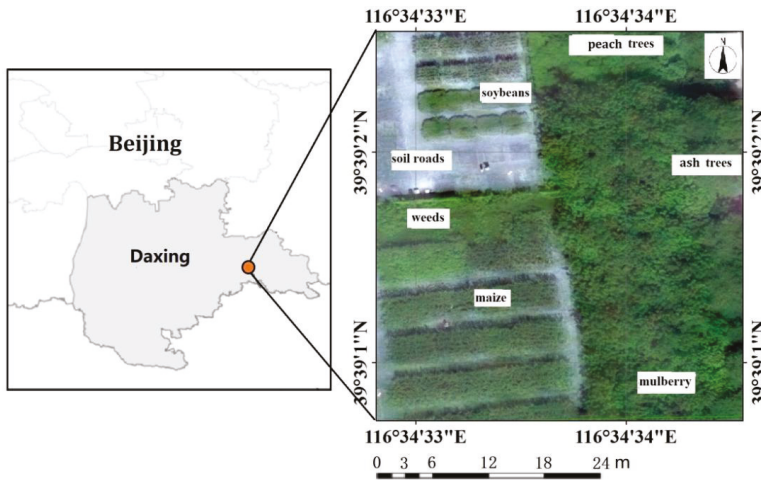 116°34'33"E 116°34'34"E
peach trees
Y
soybeans
39°39'2"N
39°39'2"N
soil roads
ash trees
Beijing
weeds
Daxing
maize
39°39'1"N
39°39'1"N
mulberry
116°34'33"E 116°34'34"E
0 3 6 12 18 24 m